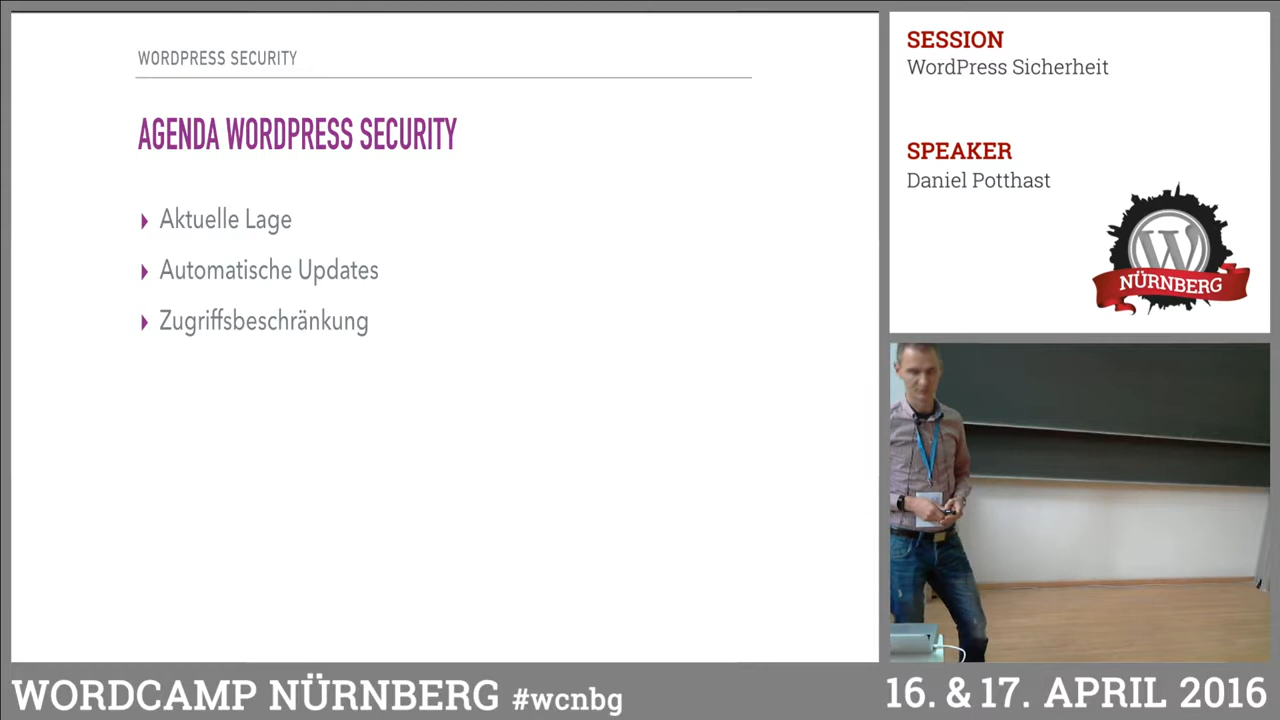 WORDPRESS SECURITY
AGENDA WORDPRESS SECURITY
Aktuelle Lage
Automatische Updates
Zugriffsbeschränkung
SESSION
WordPress Sicherheit
SPEAKER
Daniel Potthast
W
NÜRNBERG
WORDCAMP NÜRNBERG #wcnbg
16. & 17. APRIL 2016